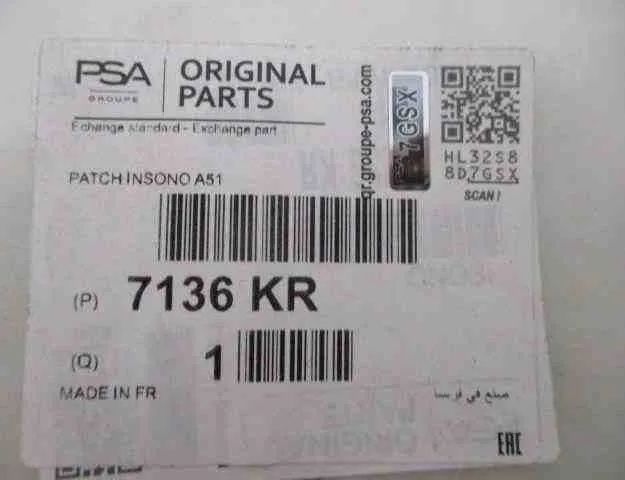 PSA
GROUPE
ORIGINAL
PARTS
Echange standard - Exchange part
qr.groupe-psa.com
7GSX
HL32S8
8D7GSX
SCAN!
PATCH INSONO A51
(P) 7136 KR
(Q) 1
MADE IN FR
صنع في فرنسا
EAC